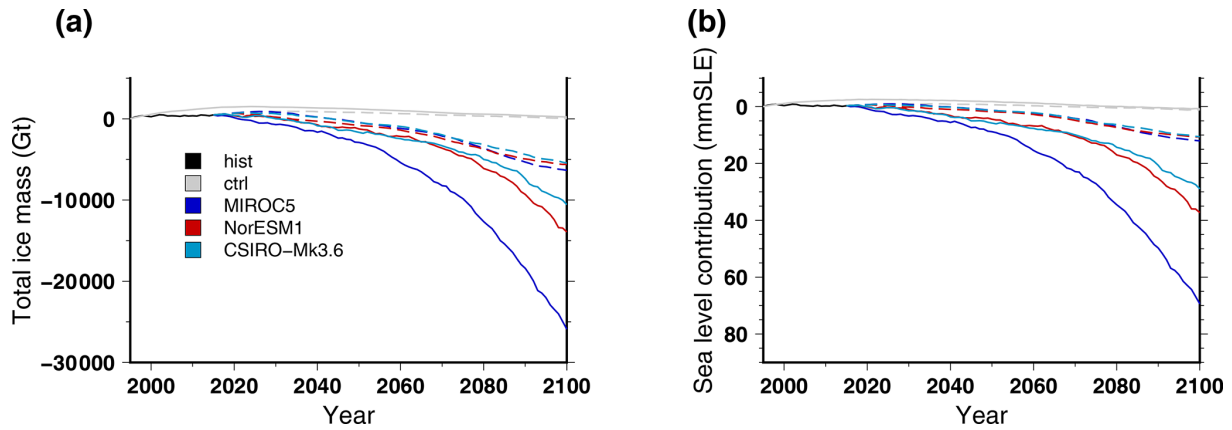 (a)
Total ice mass (Gt)
0
−10000
−20000
−30000
hist
ctrl
MIROC5
NorESM1
CSIRO−Mk3.6
2000 2020 2040 2060 2080 2100
Year
(b)
Sea level contribution (mmSLE)
0
20
40
60
80
2000 2020 2040 2060 2080 2100
Year